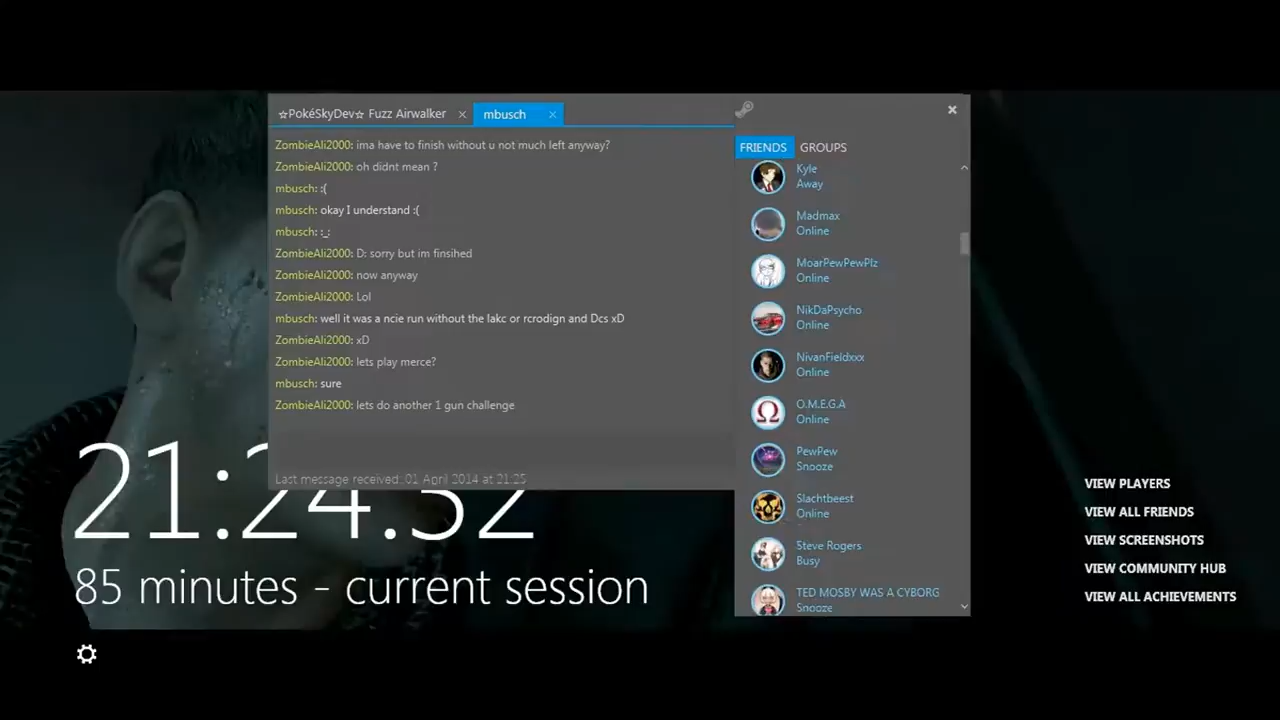 ☆PokéSkyDev☆ Fuzz Airwalker
mbusch
ZombieAli2000: ima have to finish without u not much left anyway?
ZombieAli2000: oh didnt mean ?
mbusch: :(
mbusch: okay I understand :(
mbusch: :_:
ZombieAli2000: D: sorry but im finsihed
ZombieAli2000: now anyway
ZombieAli2000: Lol
mbusch: well it was a ncie run without the lakc or rcrodign and Dcs xD
ZombieAli2000: xD
ZombieAli2000: lets play merce?
mbusch: sure
ZombieAli2000: lets do another 1 gun challenge
Last message received: 01 April 2014 at 21:25
FRIENDS GROUPS
Kyle
Away
Madmax
Online
MoarPewPewPlz
Online
NikDaPsycho
Online
NivanFieldxxx
Online
O.M.E.G.A
Online
PewPew
Snooze
Slachtbeest
Online
Steve Rogers
Busy
TED MOSBY WAS A CYBORG
Snooze
21:24:32
85 minutes - current session
VIEW PLAYERS
VIEW ALL FRIENDS
VIEW SCREENSHOTS
VIEW COMMUNITY HUB
VIEW ALL ACHIEVEMENTS